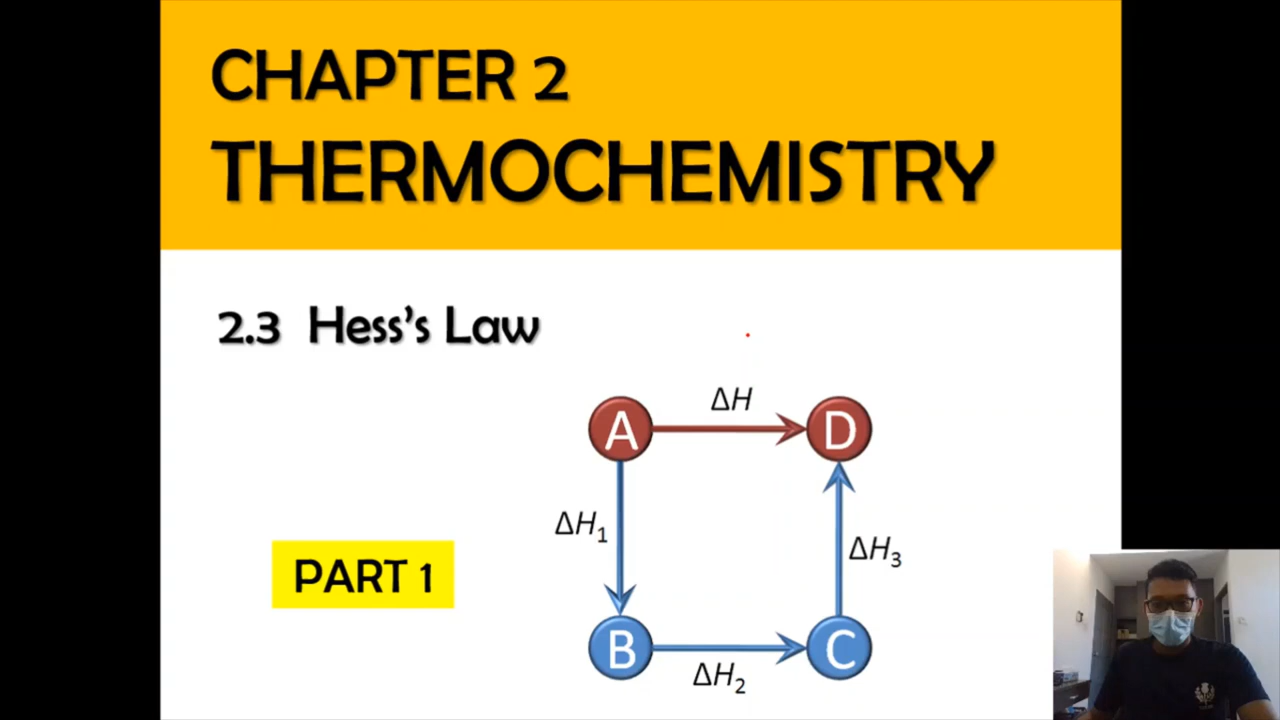 CHAPTER 2
THERMOCHEMISTRY
2.3 Hess's Law
ΔH
A
D
ΔH₁
ΔH₃
PART 1
B
C
ΔH₂